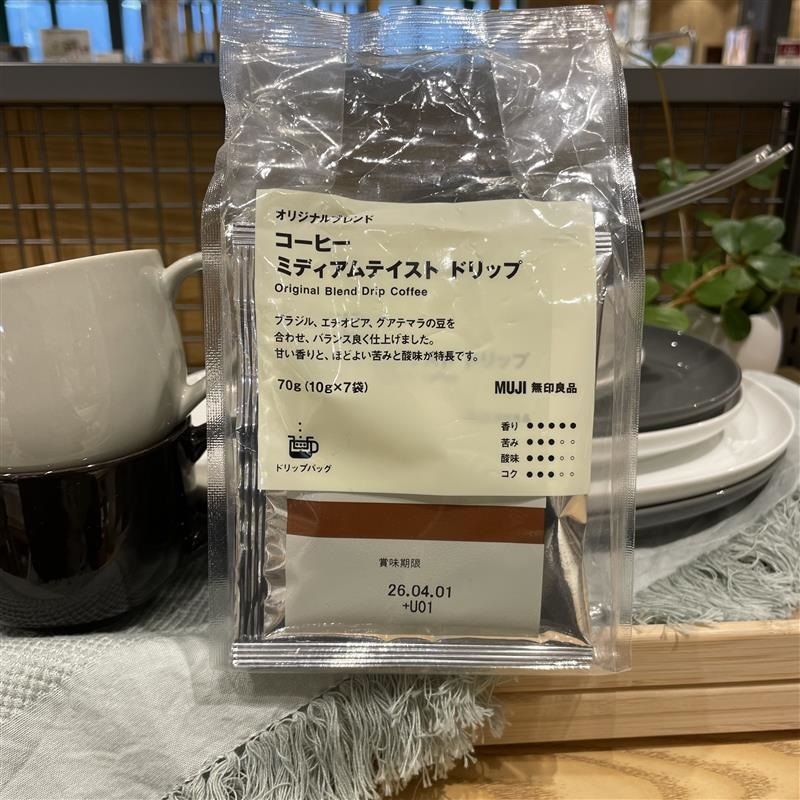 オリジナルブレンド
コーヒー
ミディアムテイスト ドリップ
Original Blend Drip Coffee
ブラジル、エチオピア、グアテマラの豆を
合わせ、バランス良く仕上げました。
甘い香りと、ほどよい苦みと酸味が特長です。
70g(10g×7袋)
MUJI 無印良品
香り ●●●●●
苦み ●●●○○
酸味 ●●●○○
コク ●●●○○
ドリップバッグ
賞味期限
26.04.01
+U01